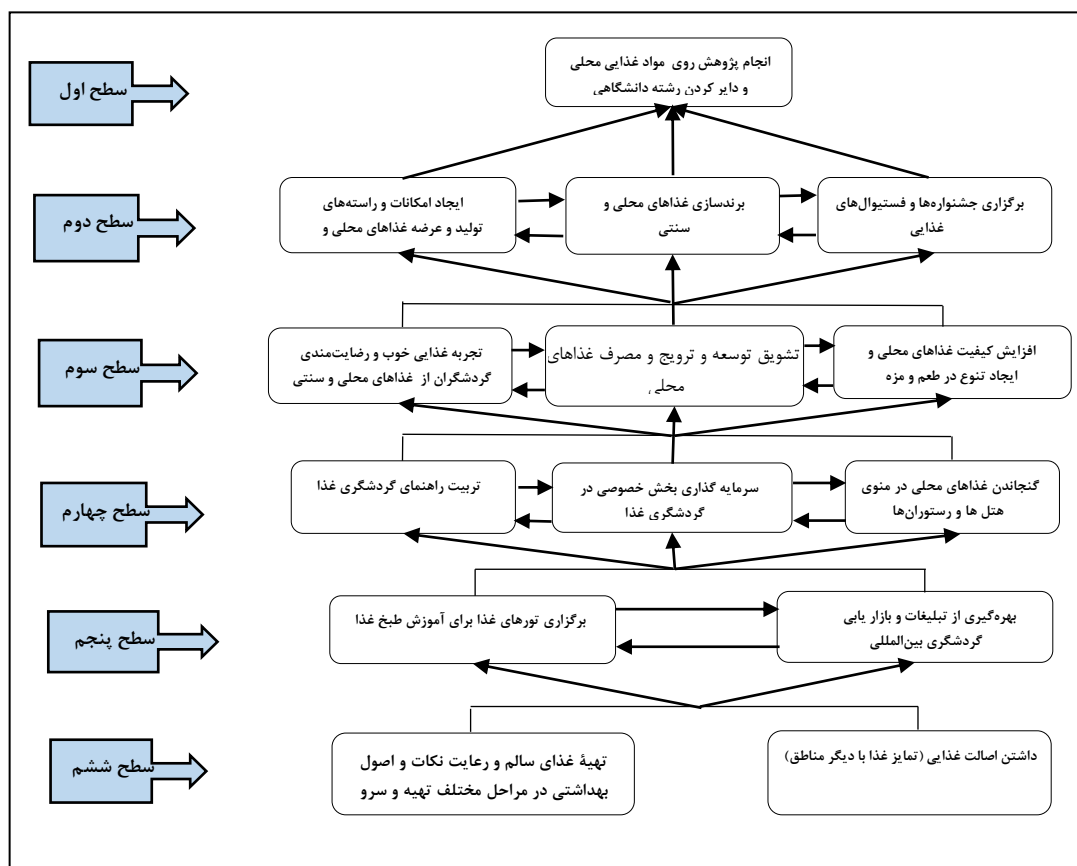 سطح اول
انجام پژوهش روی مواد غذایی محلی
و دایر کردن رشته دانشگاهی
سطح دوم
برگزاری جشنواره‌ها و فستیوال‌های
غذایی
برندسازی غذاهای محلی و
سنتی
ایجاد امکانات و راسته‌های
تولید و عرضه غذاهای محلی و
سطح سوم
افزایش کیفیت غذاهای محلی و
ایجاد تنوع در طعم و مزه
تشویق توسعه و ترویج و مصرف غذاهای
محلی
تجربه غذایی خوب و رضایت‌مندی
گردشگران از غذاهای محلی و سنتی
سطح چهارم
گنجاندن غذاهای محلی در منوی
هتل ها و رستوران‌ها
سرمایه گذاری بخش خصوصی در
گردشگری غذا
تربیت راهنمای گردشگری غذا
سطح پنجم
بهره‌گیری از تبلیغات و بازار یابی
گردشگری بین‌المللی
برگزاری تورهای غذا برای آموزش طبخ غذا
سطح ششم
داشتن اصالت غذایی (تمایز غذا با دیگر مناطق)
تهیۀ غذای سالم و رعایت نکات و اصول
بهداشتی در مراحل مختلف تهیه و سرو